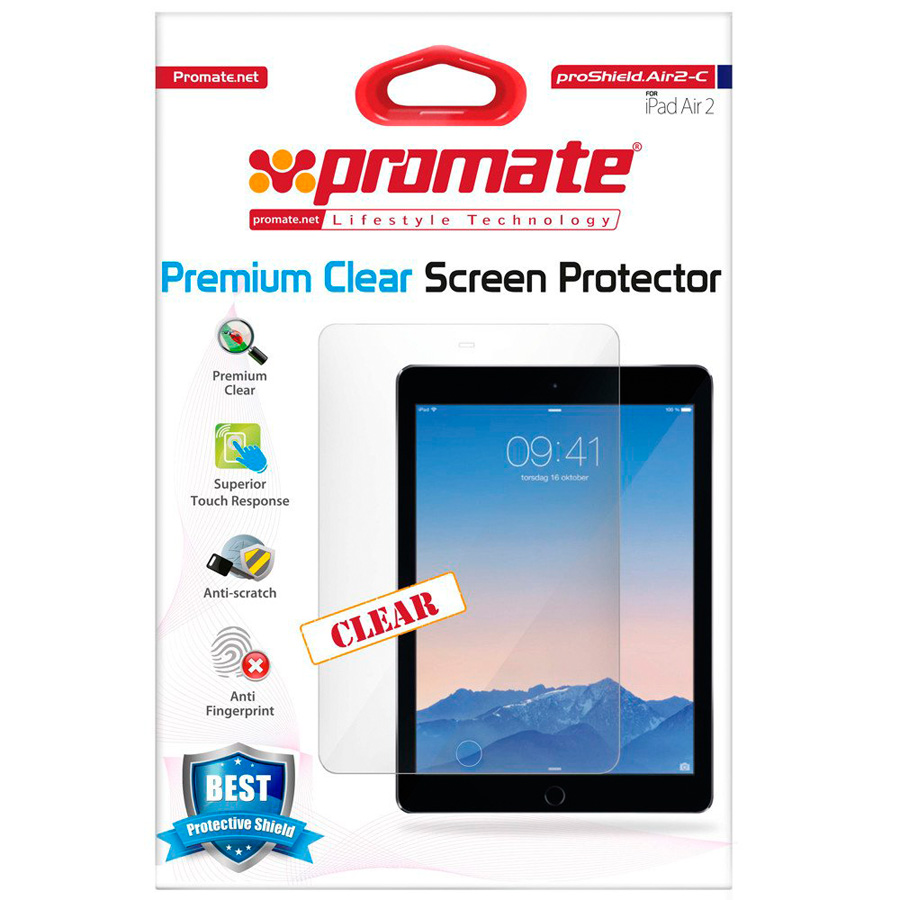 Promate.net
proShield.Air2-C
FOR
iPad Air 2
promate®
promate.net Lifestyle Technology
Premium Clear Screen Protector
Premium
Clear
Superior
Touch Response
Anti-scratch
Anti
Fingerprint
BEST
Protective Shield
CLEAR
iPad
100 %
09:41
torsdag 16 oktober